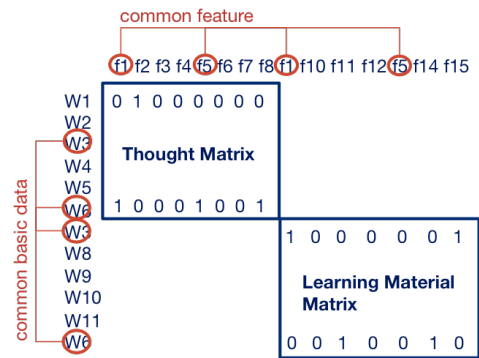 common feature
f1 f2 f3 f4 f5 f6 f7 f8 f1 f10 f11 f12 f5 f14 f15
W1 0 1 0 0 0 0 0 0
W2
W3
Thought Matrix
W4
W5
W6 1 0 0 0 1 0 0 1
W3 1 0 0 0 0 0 1
W8
W9
Learning Material
W10
Matrix
W11
W6 0 0 1 0 0 1 0
common basic data